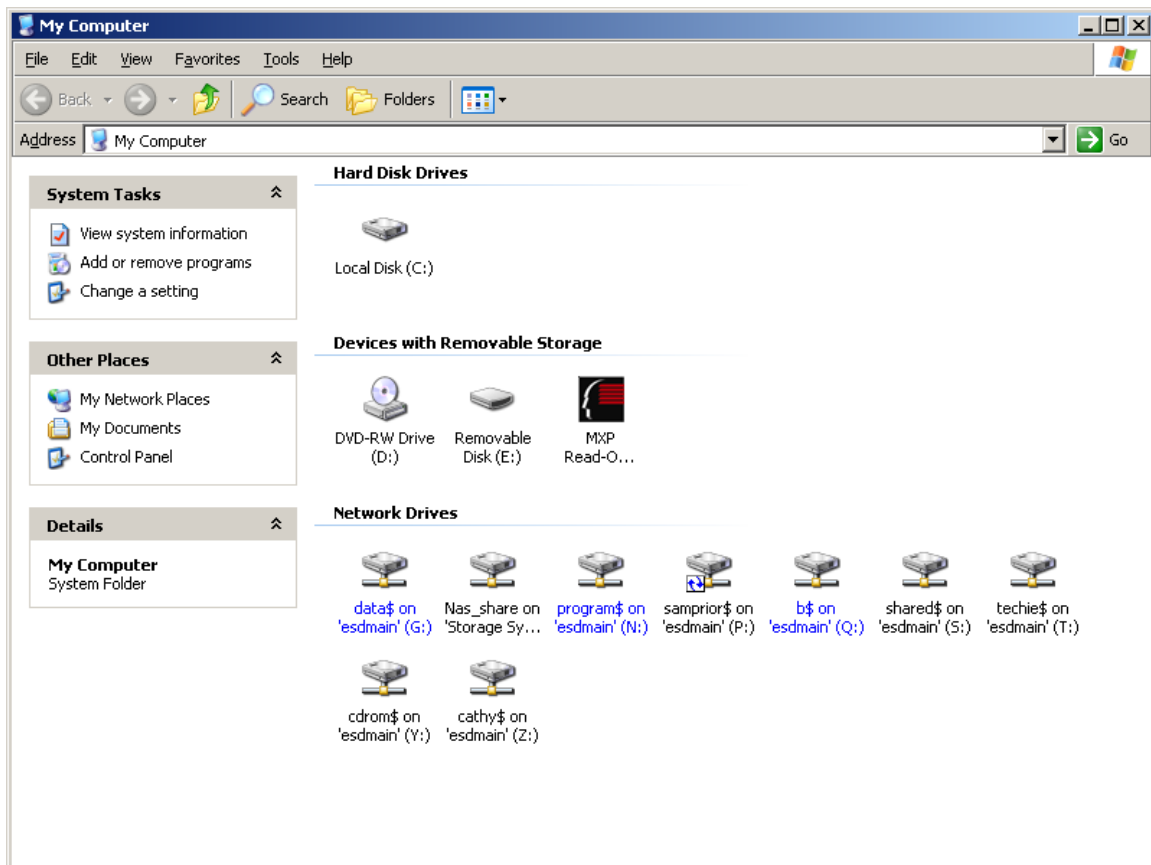 My Computer
File Edit View Favorites Tools Help
Back Search Folders
Address My Computer Go
System Tasks
View system information
Add or remove programs
Change a setting
Other Places
My Network Places
My Documents
Control Panel
Details
My Computer
System Folder
Hard Disk Drives
Local Disk (C:)
Devices with Removable Storage
DVD-RW Drive
(D:)
Removable
Disk (E:)
MXP
Read-O...
Network Drives
data$ on
'esdmain' (G:)
Nas_share on
'Storage Sy...
program$ on
'esdmain' (N:)
samprior$ on
'esdmain' (P:)
b$ on
'esdmain' (Q:)
shared$ on
'esdmain' (S:)
techie$ on
'esdmain' (T:)
cdrom$ on
'esdmain' (Y:)
cathy$ on
'esdmain' (Z:)